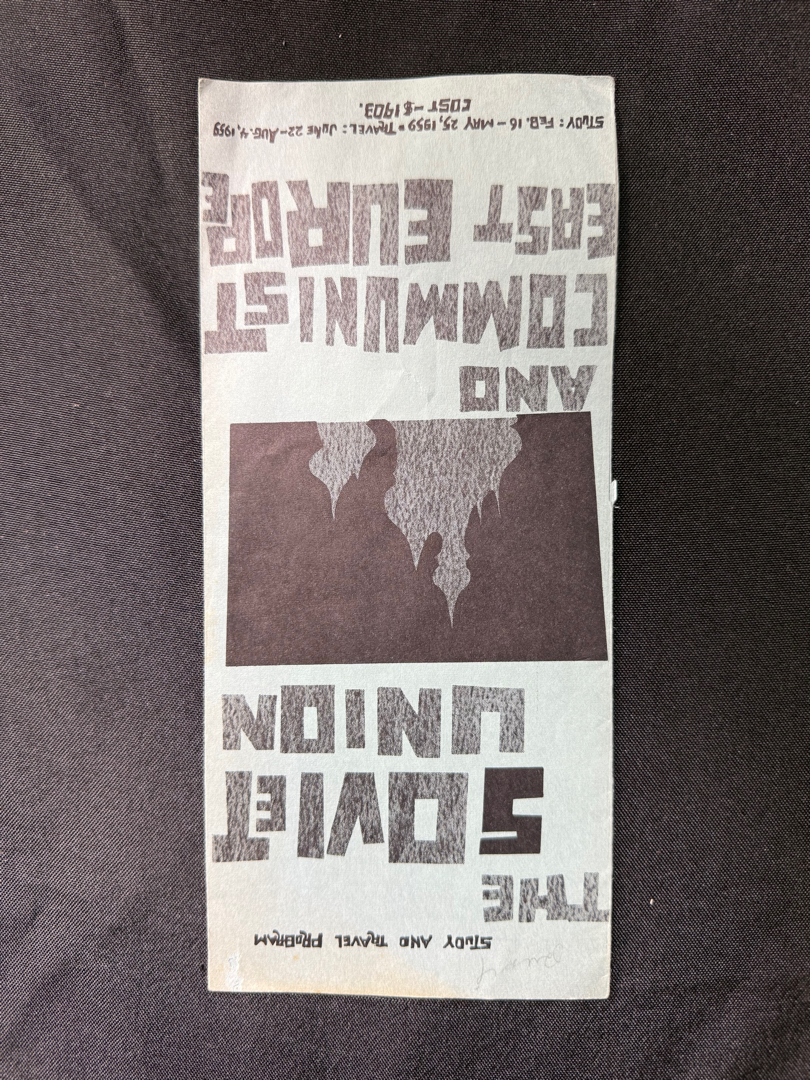 STUDY AND TRAVEL PROGRAM
THE
SOVIET
UNION
AND
COMMUNIST
EAST EUROPE
STUDY: FEB. 16-MAY 25, 1959 • TRAVEL: JUNE 22-AUG. 4, 1959
COST-$1903.